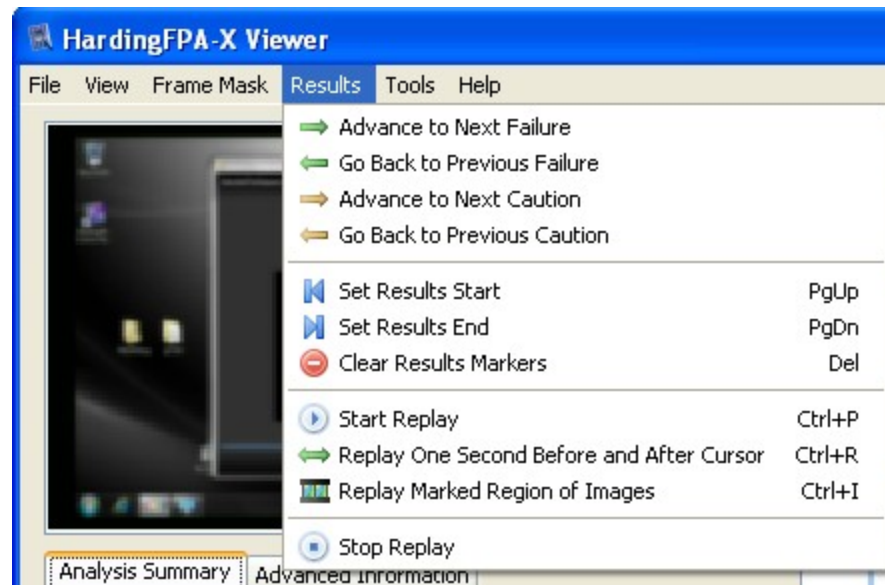 HardingFPA-X Viewer
File View Frame Mask Results Tools Help
Advance to Next Failure
Go Back to Previous Failure
Advance to Next Caution
Go Back to Previous Caution
Set Results Start PgUp
Set Results End PgDn
Clear Results Markers Del
Start Replay Ctrl+P
Replay One Second Before and After Cursor Ctrl+R
Replay Marked Region of Images Ctrl+I
Stop Replay
Analysis Summary Advanced Information